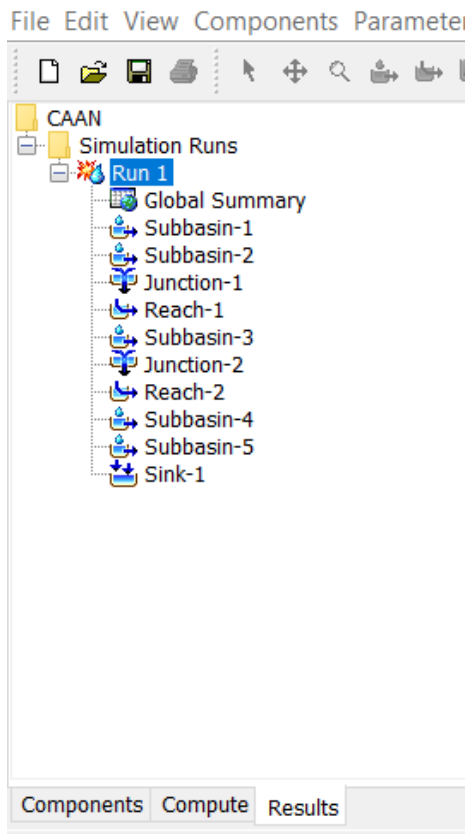 File Edit View Components Parameter
CAAN
Simulation Runs
Run 1
Global Summary
Subbasin-1
Subbasin-2
Junction-1
Reach-1
Subbasin-3
Junction-2
Reach-2
Subbasin-4
Subbasin-5
Sink-1
Components Compute Results